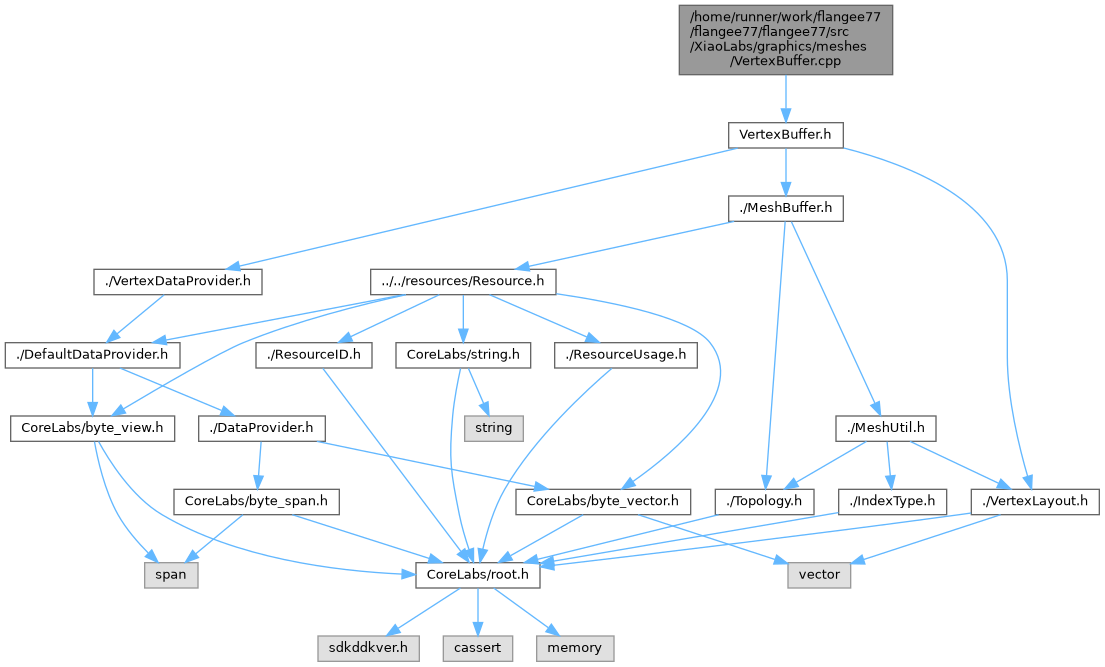 /home/runner/work/flangee77
/flangee77/flangee77/src
/XiaoLabs/graphics/meshes
/VertexBuffer.cpp
VertexBuffer.h
./MeshBuffer.h
./VertexDataProvider.h
../../resources/Resource.h
./DefaultDataProvider.h
./ResourceID.h
CoreLabs/string.h
./ResourceUsage.h
CoreLabs/byte_view.h
./DataProvider.h
string
./MeshUtil.h
CoreLabs/byte_span.h
CoreLabs/byte_vector.h
./Topology.h
./IndexType.h
./VertexLayout.h
span
CoreLabs/root.h
vector
sdkddkver.h
cassert
memory